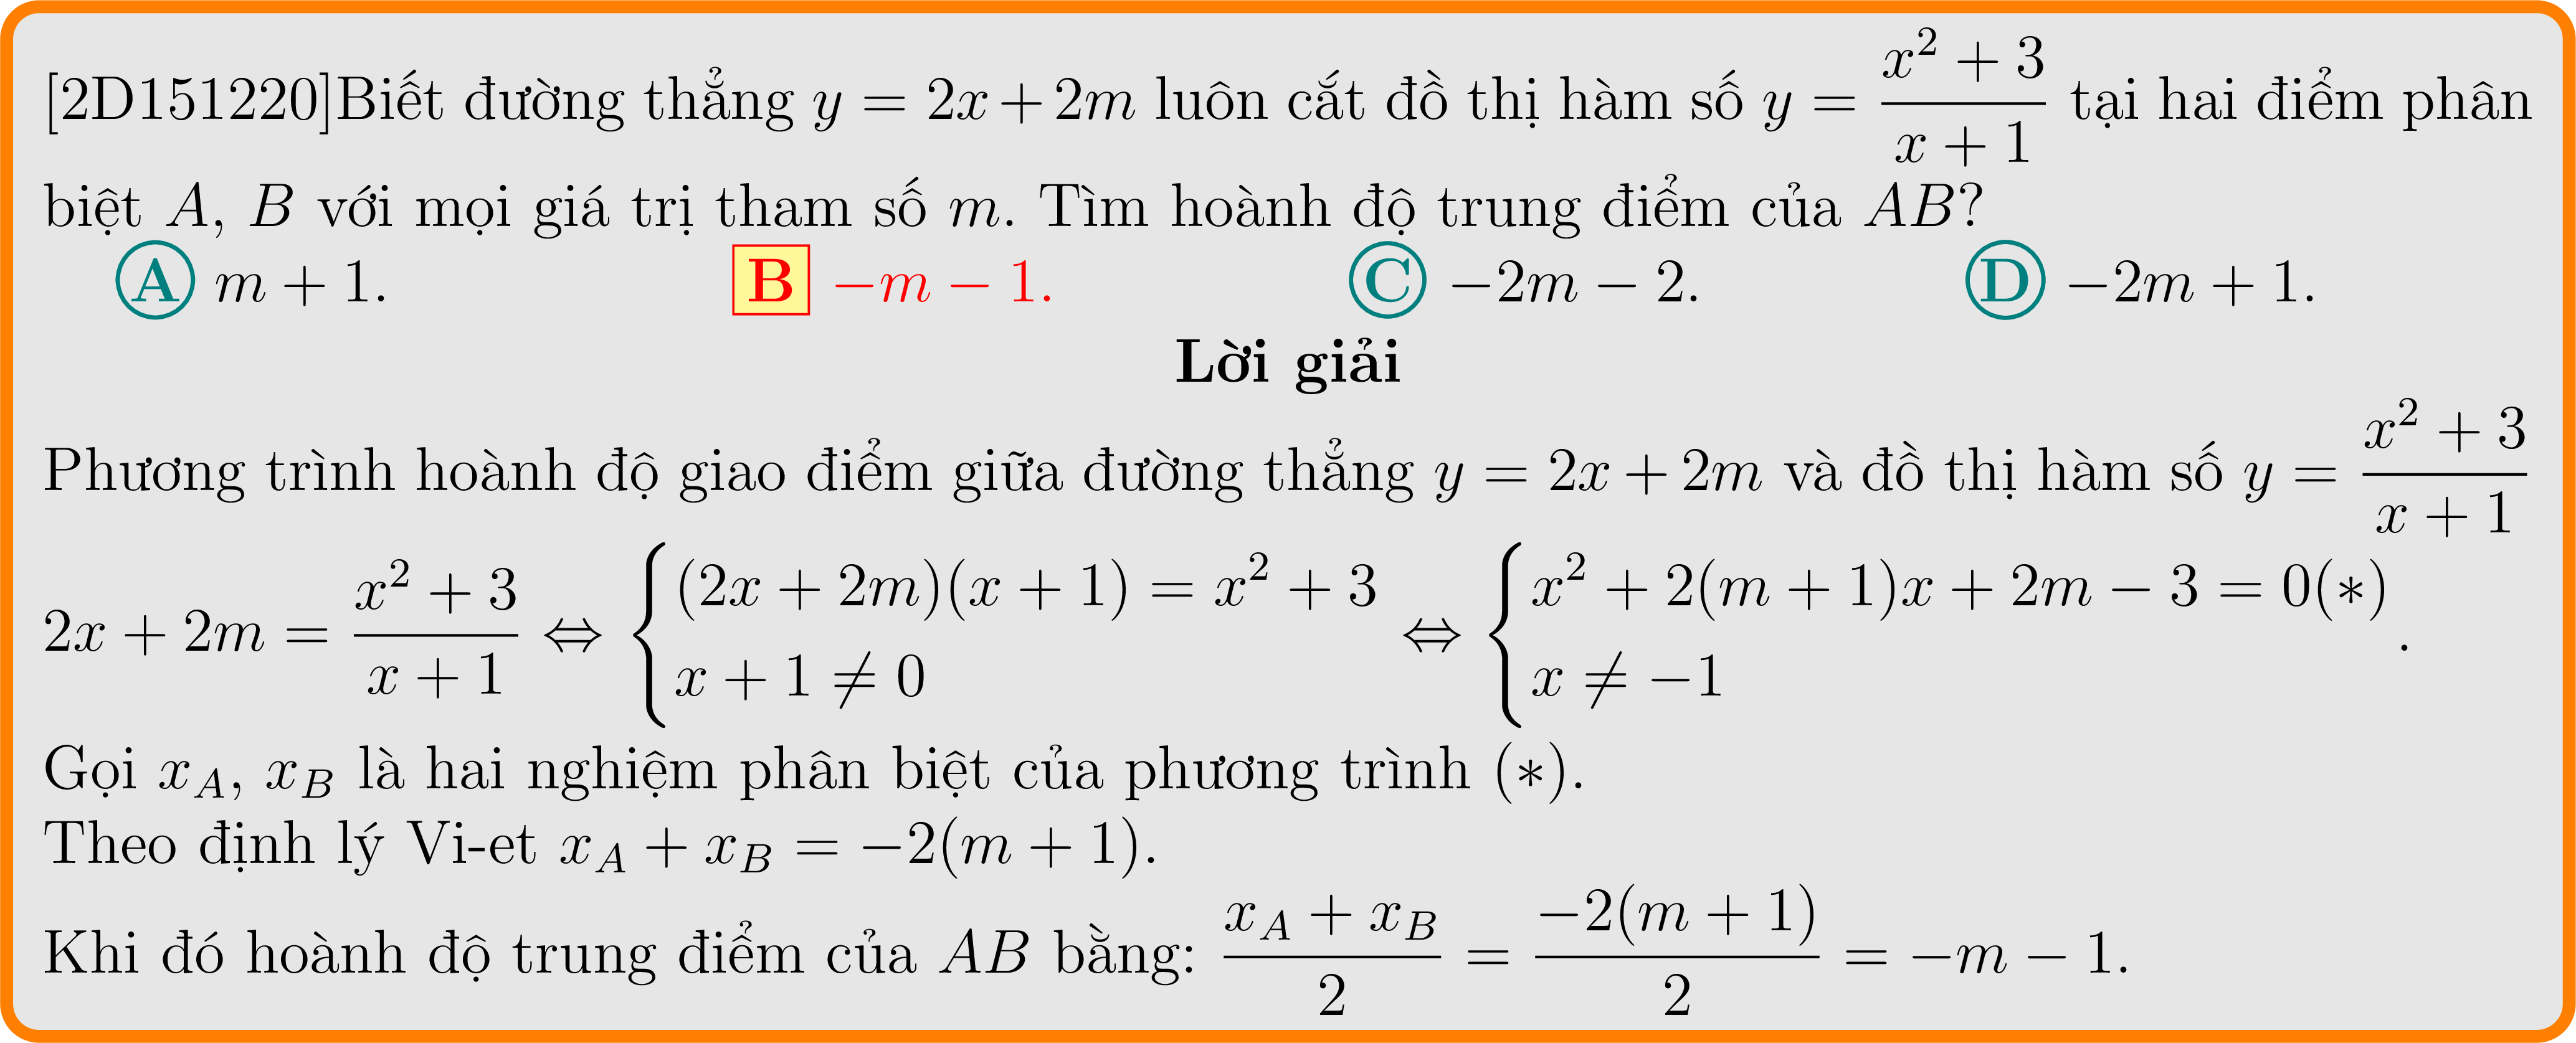 [2D151220]Biết đường thẳng y = 2x + 2m luôn cắt đồ thị hàm số y = \frac{x^2 + 3}{x + 1} tại hai điểm phân
biệt A, B với mọi giá trị tham số m. Tìm hoành độ trung điểm của AB?
A m + 1. B −m − 1. C −2m − 2. D −2m + 1.
Lời giải
Phương trình hoành độ giao điểm giữa đường thẳng y = 2x + 2m và đồ thị hàm số y = \frac{x^2 + 3}{x + 1}
2x + 2m = \frac{x^2 + 3}{x + 1} ⇔ \begin{cases} (2x + 2m)(x + 1) = x^2 + 3 \\ x + 1 ≠ 0 \end{cases} ⇔ \begin{cases} x^2 + 2(m + 1)x + 2m − 3 = 0(∗) \\ x ≠ −1 \end{cases}.
Gọi x_A, x_B là hai nghiệm phân biệt của phương trình (∗).
Theo định lý Vi-et x_A + x_B = −2(m + 1).
Khi đó hoành độ trung điểm của AB bằng: \frac{x_A + x_B}{2} = \frac{−2(m + 1)}{2} = −m − 1.